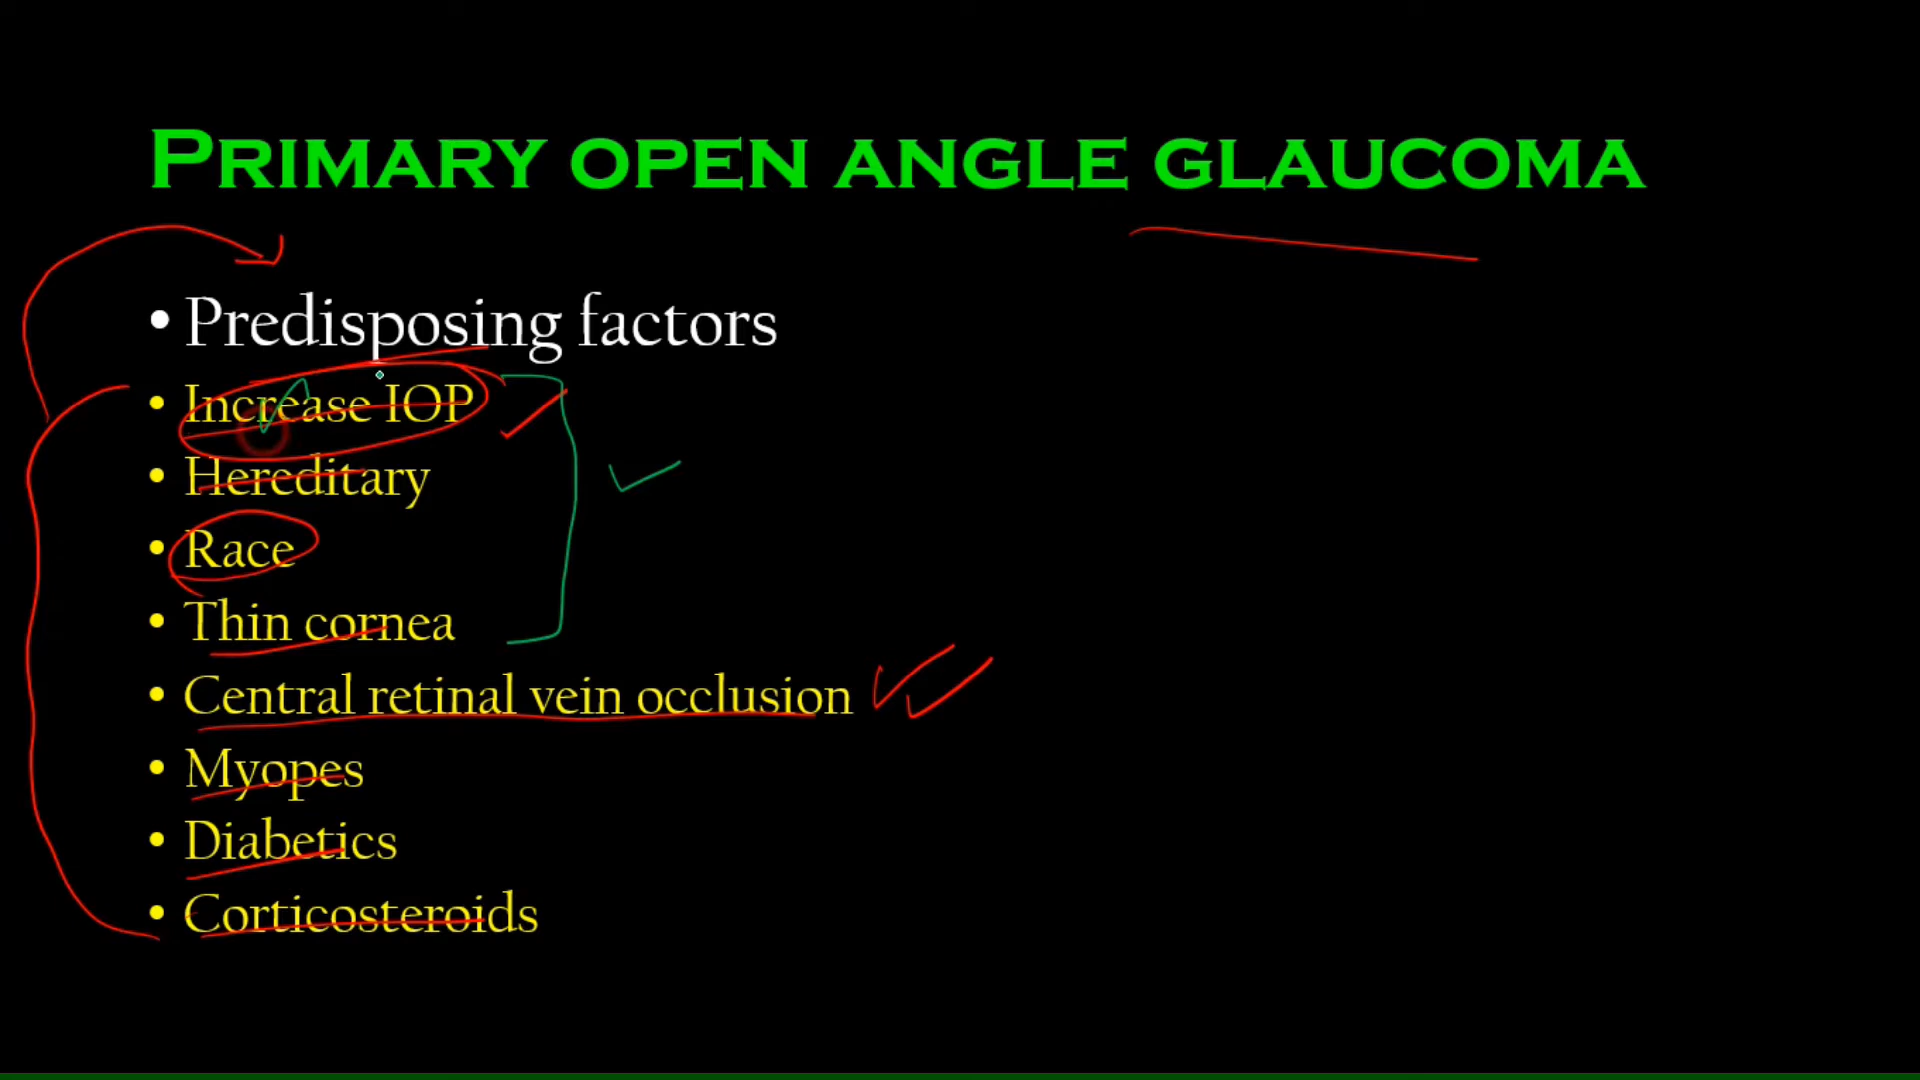 PRIMARY OPEN ANGLE GLAUCOMA
• Predisposing factors
• Increase IOP
• Hereditary
• Race
• Thin cornea
• Central retinal vein occlusion
• Myopes
• Diabetics
• Corticosteroids